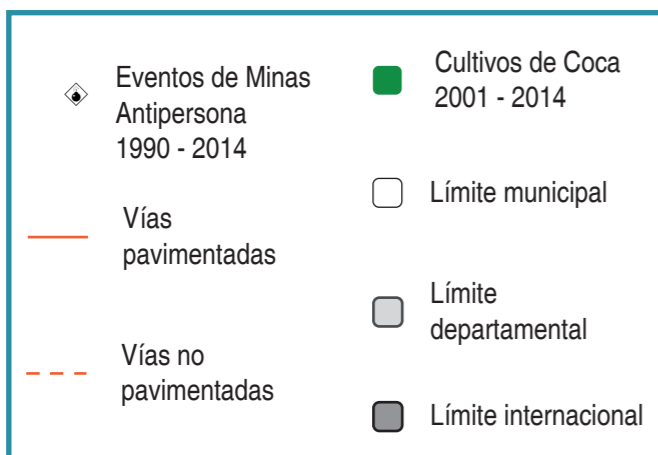 Eventos de Minas
Antipersona
1990 - 2014
Vías
pavimentadas
Vías no
pavimentadas
Cultivos de Coca
2001 - 2014
Límite municipal
Límite
departamental
Límite internacional